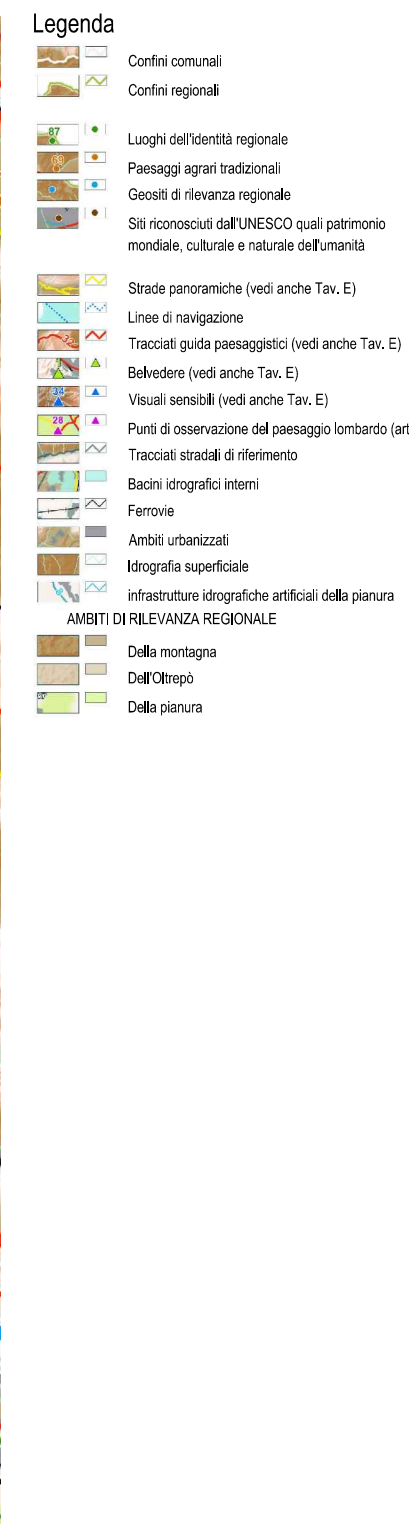 Legenda
Confini comunali
Confini regionali
87
Luoghi dell'identità regionale
69
Paesaggi agrari tradizionali
Geositi di rilevanza regionale
Siti riconosciuti dall'UNESCO quali patrimonio
mondiale, culturale e naturale dell'umanità
Strade panoramiche (vedi anche Tav. E)
Linee di navigazione
32
Tracciati guida paesaggistici (vedi anche Tav. E)
Belvedere (vedi anche Tav. E)
34
Visuali sensibili (vedi anche Tav. E)
28
Punti di osservazione del paesaggio lombardo (art
Tracciati stradali di riferimento
Bacini idrografici interni
Ferrovie
Ambiti urbanizzati
Idrografia superficiale
infrastrutture idrografiche artificiali della pianura
AMBITI DI RILEVANZA REGIONALE
Della montagna
Dell'Oltrepò
Della pianura